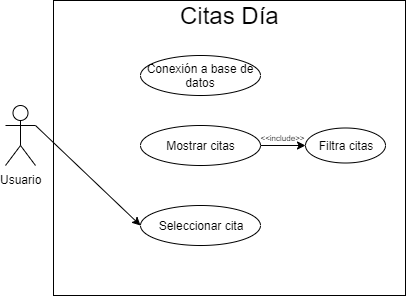 Citas Día
Conexión a base de
datos
Mostrar citas
<<include>>
Filtra citas
Usuario
Seleccionar cita